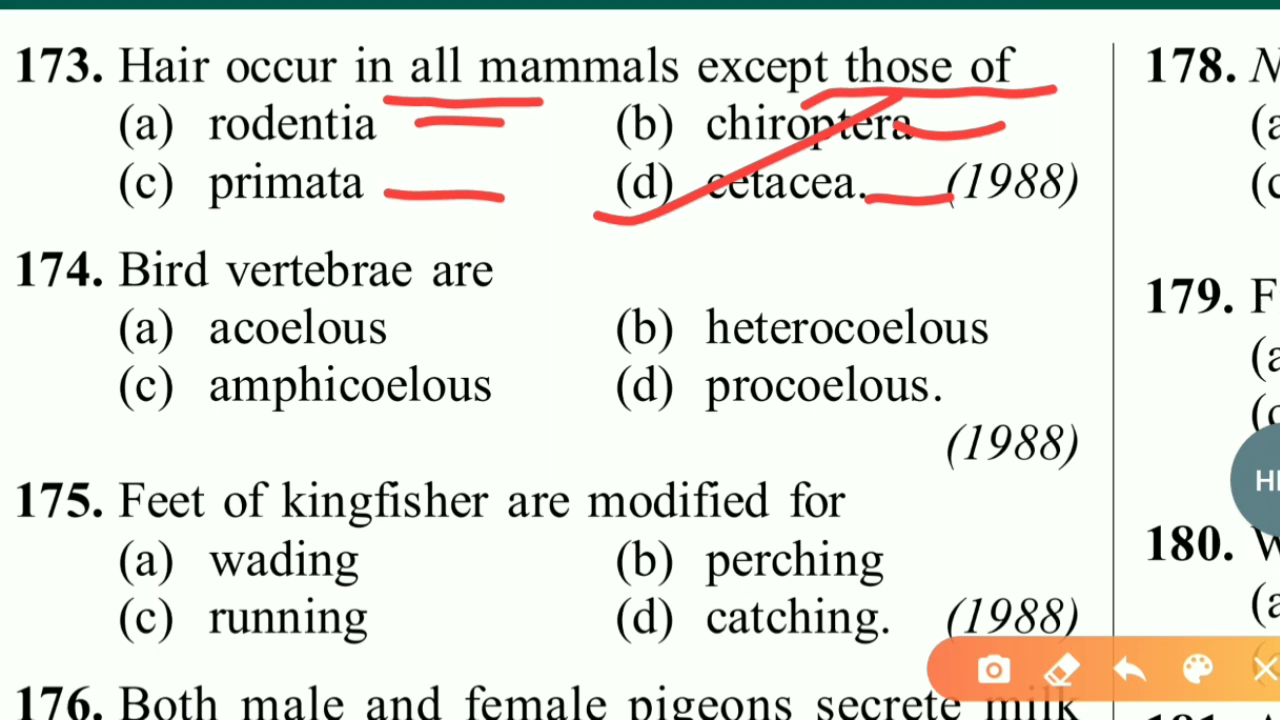 173. Hair occur in all mammals except those of
(a) rodentia (b) chiroptera
(c) primata (d) cetacea. (1988)
174. Bird vertebrae are
(a) acoelous (b) heterocoelous
(c) amphicoelous (d) procoelous.
(1988)
175. Feet of kingfisher are modified for
(a) wading (b) perching
(c) running (d) catching. (1988)
176. Both male and female pigeons secrete milk
178.
179. F
180.